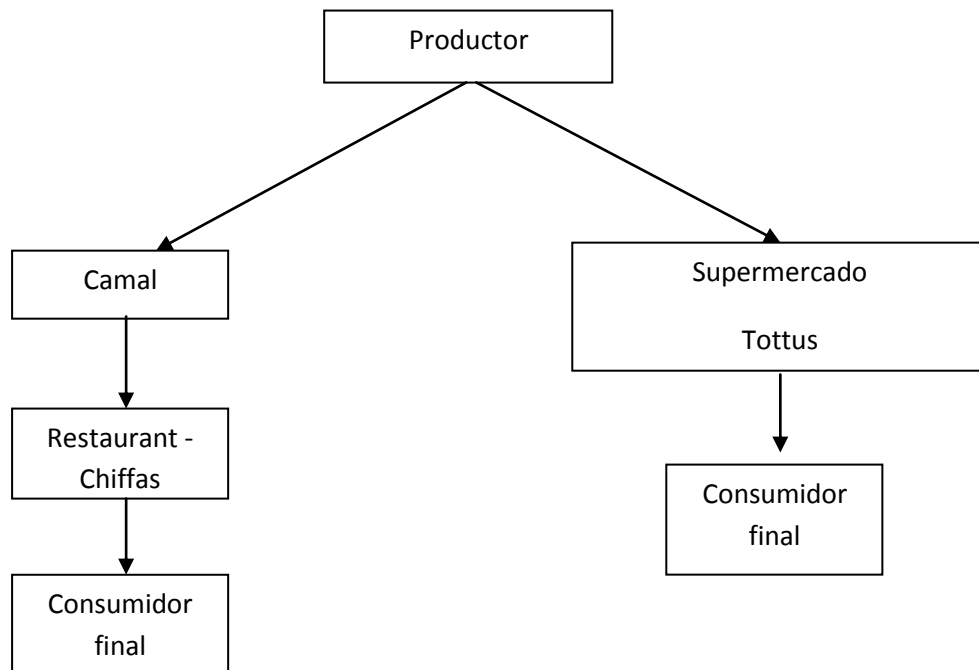 Productor
Camal
Supermercado
Tottus
Restaurant -
Chiffas
Consumidor
final
Consumidor
final